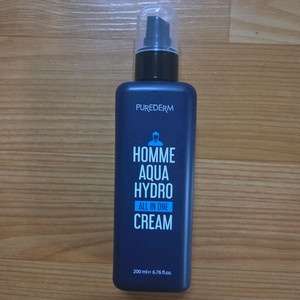 PUREDERM
HOMME
AQUA
HYDRO
ALL IN ONE
CREAM
200 ml e 6.76 fl.oz.